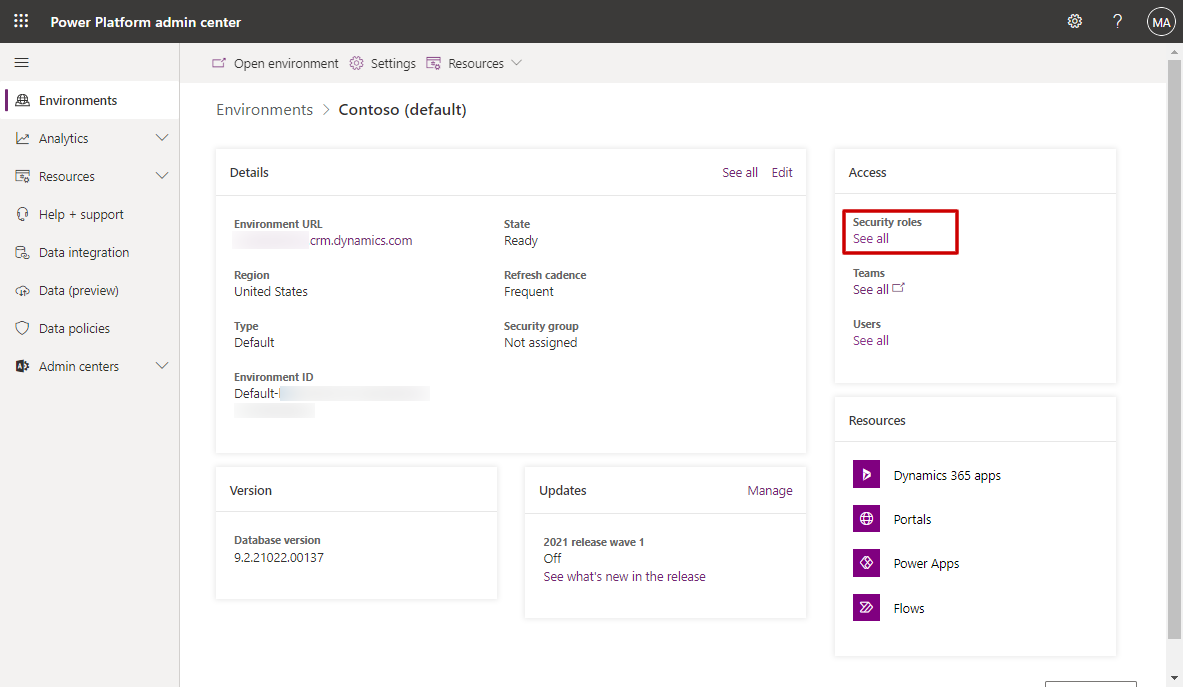 Power Platform admin center
?
MA
Open environment
Settings
Resources
Environments
Analytics
Resources
Help + support
Data integration
Data (preview)
Data policies
Admin centers
Environments > Contoso (default)
Details
See all
Edit
Environment URL
crm.dynamics.com
State
Ready
Region
United States
Refresh cadence
Frequent
Type
Default
Security group
Not assigned
Environment ID
Default-
Access
Security roles
See all
Teams
See all
Users
See all
Version
Database version
9.2.21022.00137
Updates
Manage
2021 release wave 1
Off
See what's new in the release
Resources
Dynamics 365 apps
Portals
Power Apps
Flows